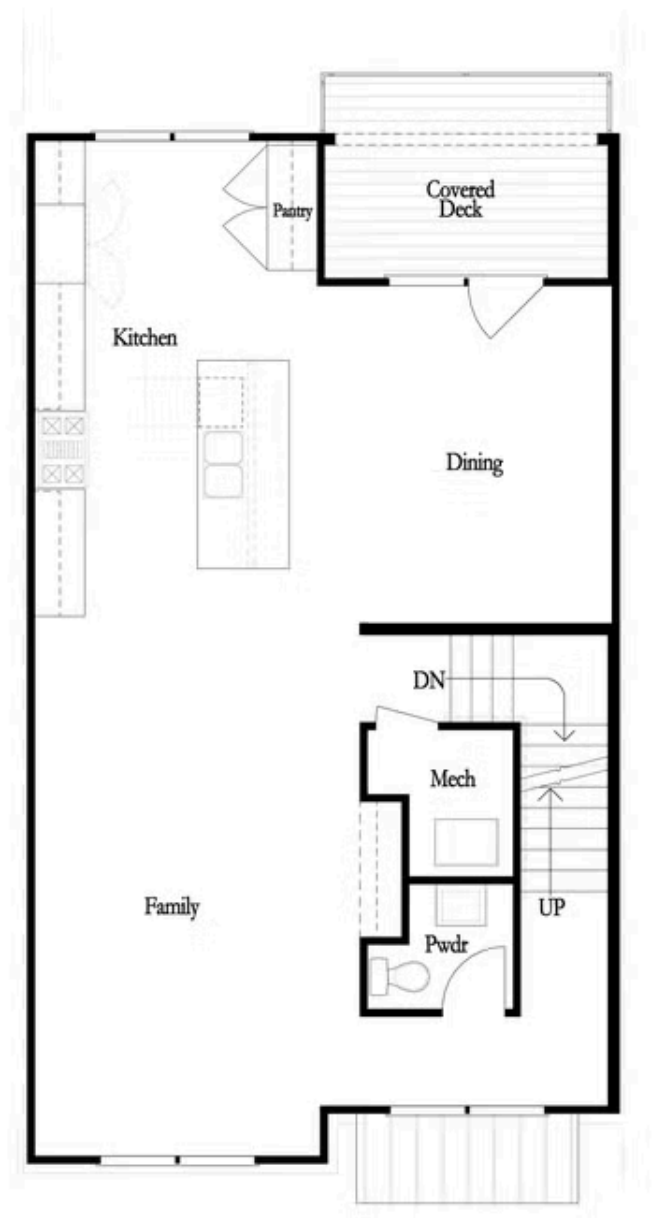 Covered
Deck
Pantry
Kitchen
Dining
DN
Mech
Family
UP
Pwdr